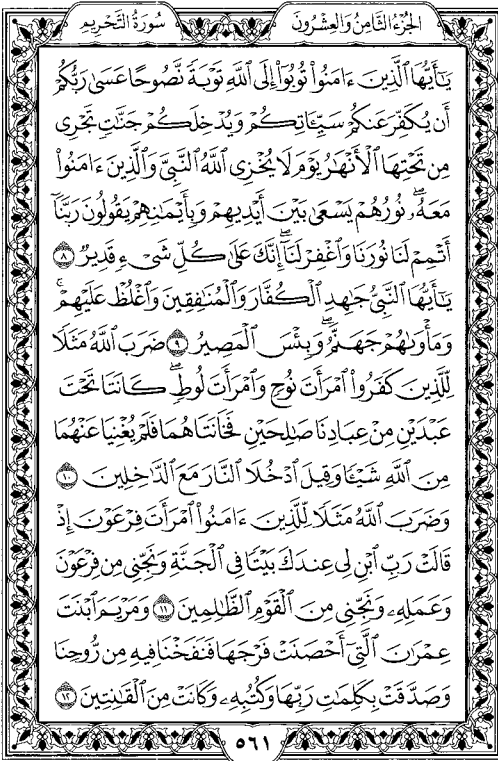 سُورَةُ التَّحْرِيمِ
الجُزْءُ الثَّامِنُ وَالعِشْرُونَ
يَٰٓأَيُّهَا ٱلَّذِينَ ءَامَنُواْ تُوبُوٓاْ إِلَى ٱللَّهِ تَوْبَةً نَّصُوحًا عَسَىٰ رَبُّكُمْ
أَن يُكَفِّرَ عَنكُمْ سَيِّـَٔاتِكُمْ وَيُدْخِلَكُمْ جَنَّٰتٍ تَجْرِى
مِن تَحْتِهَا ٱلْأَنْهَٰرُ يَوْمَ لَا يُخْزِى ٱللَّهُ ٱلنَّبِىَّ وَٱلَّذِينَ ءَامَنُواْ
مَعَهُۥۖ نُورُهُمْ يَسْعَىٰ بَيْنَ أَيْدِيهِمْ وَبِأَيْمَٰنِهِمْ يَقُولُونَ رَبَّنَآ
أَتْمِمْ لَنَا نُورَنَا وَٱغْفِرْ لَنَآۖ إِنَّكَ عَلَىٰ كُلِّ شَىْءٍ قَدِيرٌ ٨
يَٰٓأَيُّهَا ٱلنَّبِىُّ جَٰهِدِ ٱلْكُفَّارَ وَٱلْمُنَٰفِقِينَ وَٱغْلُظْ عَلَيْهِمْۚ
وَمَأْوَىٰهُمْ جَهَنَّمُۖ وَبِئْسَ ٱلْمَصِيرُ ٩ ضَرَبَ ٱللَّهُ مَثَلًا
لِّلَّذِينَ كَفَرُواْ ٱمْرَأَتَ نُوحٍ وَٱمْرَأَتَ لُوطٍۖ كَانَتَا تَحْتَ
عَبْدَيْنِ مِنْ عِبَادِنَا صَٰلِحَيْنِ فَخَانَتَاهُمَا فَلَمْ يُغْنِيَا عَنْهُمَا
مِنَ ٱللَّهِ شَيْـًٔا وَقِيلَ ٱدْخُلَا ٱلنَّارَ مَعَ ٱلدَّٰخِلِينَ ١٠
وَضَرَبَ ٱللَّهُ مَثَلًا لِّلَّذِينَ ءَامَنُواْ ٱمْرَأَتَ فِرْعَوْنَ إِذْ
قَالَتْ رَبِّ ٱبْنِ لِى عِندَكَ بَيْتًا فِى ٱلْجَنَّةِ وَنَجِّنِى مِن فِرْعَوْنَ
وَعَمَلِهِۦ وَنَجِّنِى مِنَ ٱلْقَوْمِ ٱلظَّٰلِمِينَ ١١ وَمَرْيَمَ ٱبْنَتَ
عِمْرَٰنَ ٱلَّتِىٓ أَحْصَنَتْ فَرْجَهَا فَنَفَخْنَا فِيهِ مِن رُّوحِنَا
وَصَدَّقَتْ بِكَلِمَٰتِ رَبِّهَا وَكُتُبِهِۦ وَكَانَتْ مِنَ ٱلْقَٰنِتِينَ ١٢
٥٦١